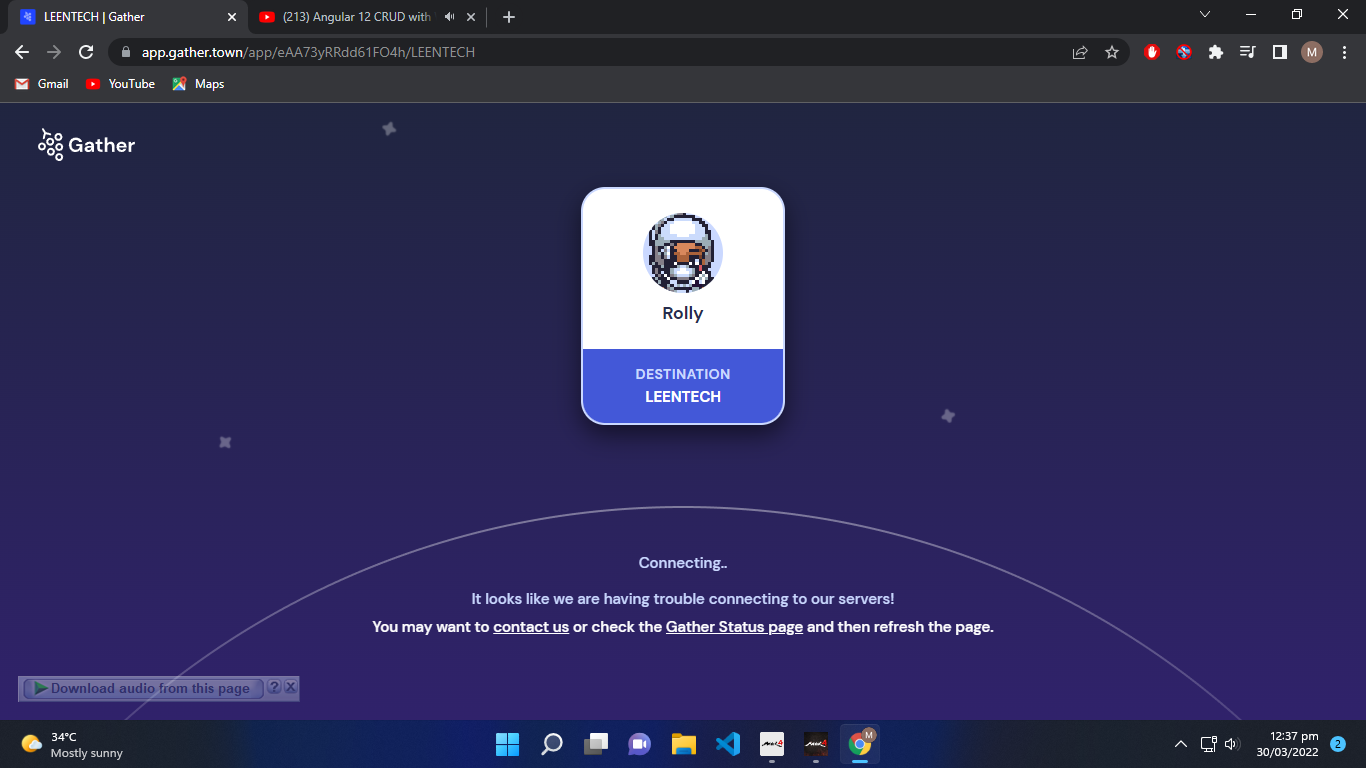 LEENTECH | Gather
(213) Angular 12 CRUD with
app.gather.town/app/eAA73yRRdd61FO4h/LEENTECH
M
Gmail
YouTube
Maps
Gather
Rolly
DESTINATION
LEENTECH
Connecting..
It looks like we are having trouble connecting to our servers!
You may want to contact us or check the Gather Status page and then refresh the page.
Download audio from this page ? X
34°C
Mostly sunny
M
12:37 pm
30/03/2022
2